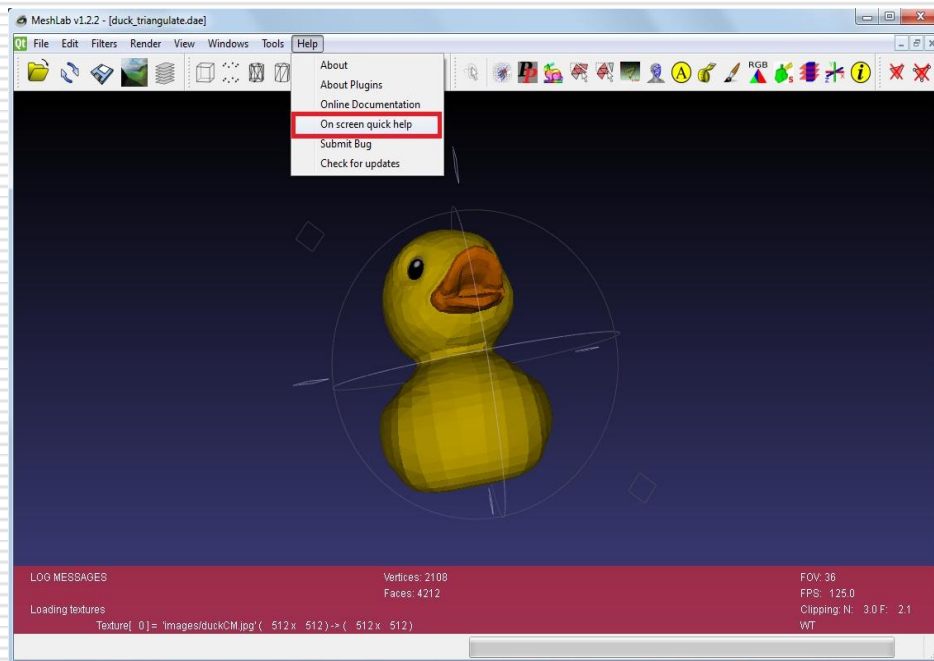 MeshLab v1.2.2 - [duck_triangulate.dae]
Qt File Edit Filters Render View Windows Tools Help
About
About Plugins
Online Documentation
On screen quick help
Submit Bug
Check for updates
A RGB i
LOG MESSAGES
Vertices: 2108
Faces: 4212
FOV: 36
FPS: 125.0
Loading textures
Clipping: N: 3.0 F: 2.1
Texture[ 0] = 'images/duckCM.jpg' ( 512 x 512) -> ( 512 x 512)
WT